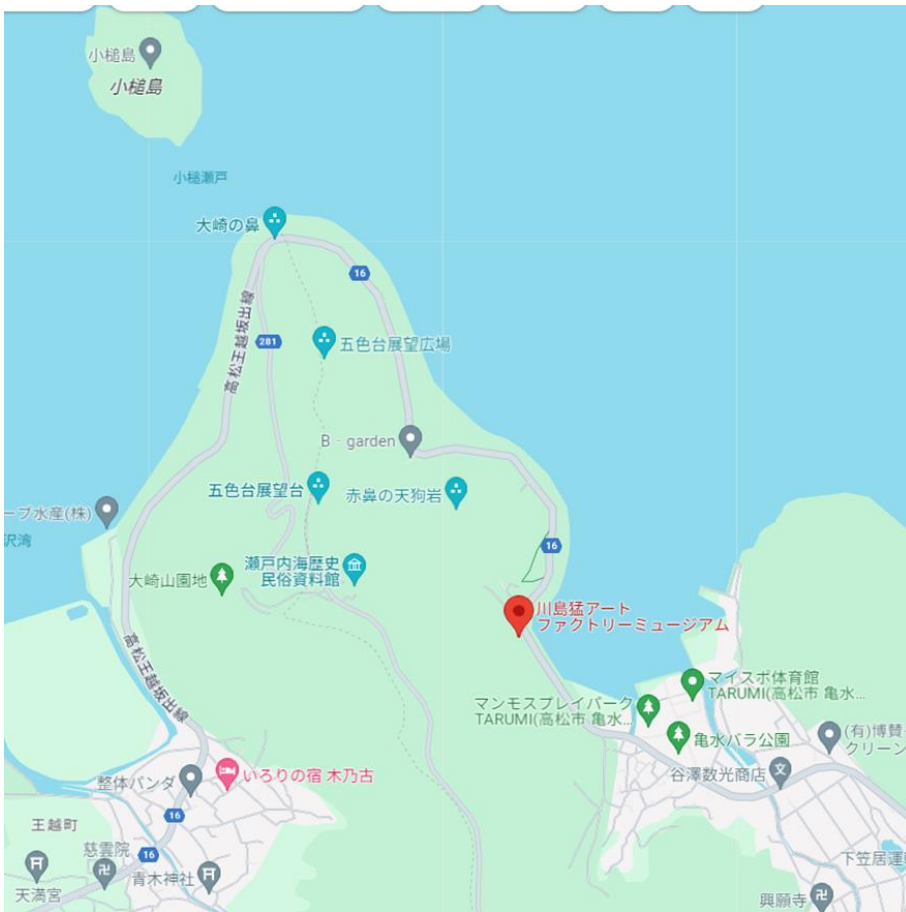 小槌島
小槌島
小槌瀬戸
大崎の鼻
16
高松王越坂出線
281
五色台展望広場
B‐garden
五色台展望台
赤鼻の天狗岩
ーブ水産(株)
沢湾
16
瀬戸内海歴史
民俗資料館
大崎山園地
川島猛アート
ファクトリーミュージアム
高松王越坂出線
マイスポ体育館
TARUMI(高松市 亀水...
マンモスプレイパーク
TARUMI(高松市 亀水...
亀水バラ公園
(有)博賛
クリーン
整体パンダ
いろりの宿 木乃古
谷澤数光商店
16
王越町
慈雲院
16
天満宮
青木神社
下笠居運
興願寺